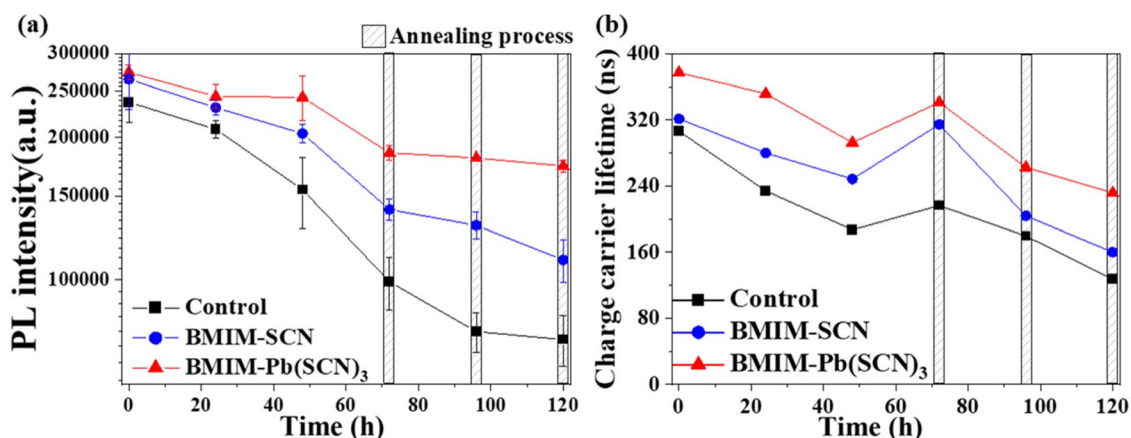 (a)
Annealing process
(b)
PL intensity(a.u.)
300000
250000
200000
150000
100000
Control
BMIM-SCN
BMIM-Pb(SCN)₃
0 20 40 60 80 100 120
Time (h)
Charge carrier lifetime (ns)
400
320
240
160
80
0
Control
BMIM-SCN
BMIM-Pb(SCN)₃
0 20 40 60 80 100 120
Time (h)